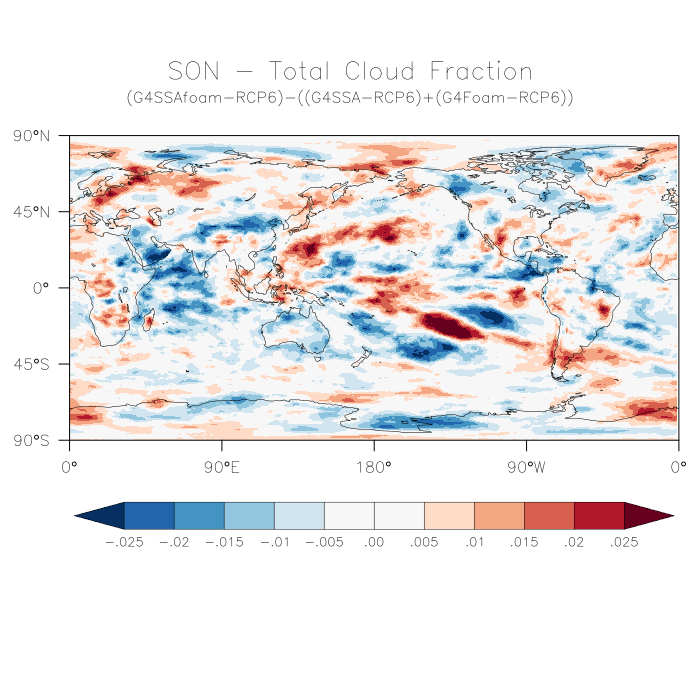 SON – Total Cloud Fraction
(G4SSAfoam–RCP6)–((G4SSA–RCP6)+(G4Foam–RCP6))
90°N
45°N
0°
45°S
90°S
0° 90°E 180° 90°W 0°
–.025 –.02 –.015 –.01 –.005 .00 .005 .01 .015 .02 .025